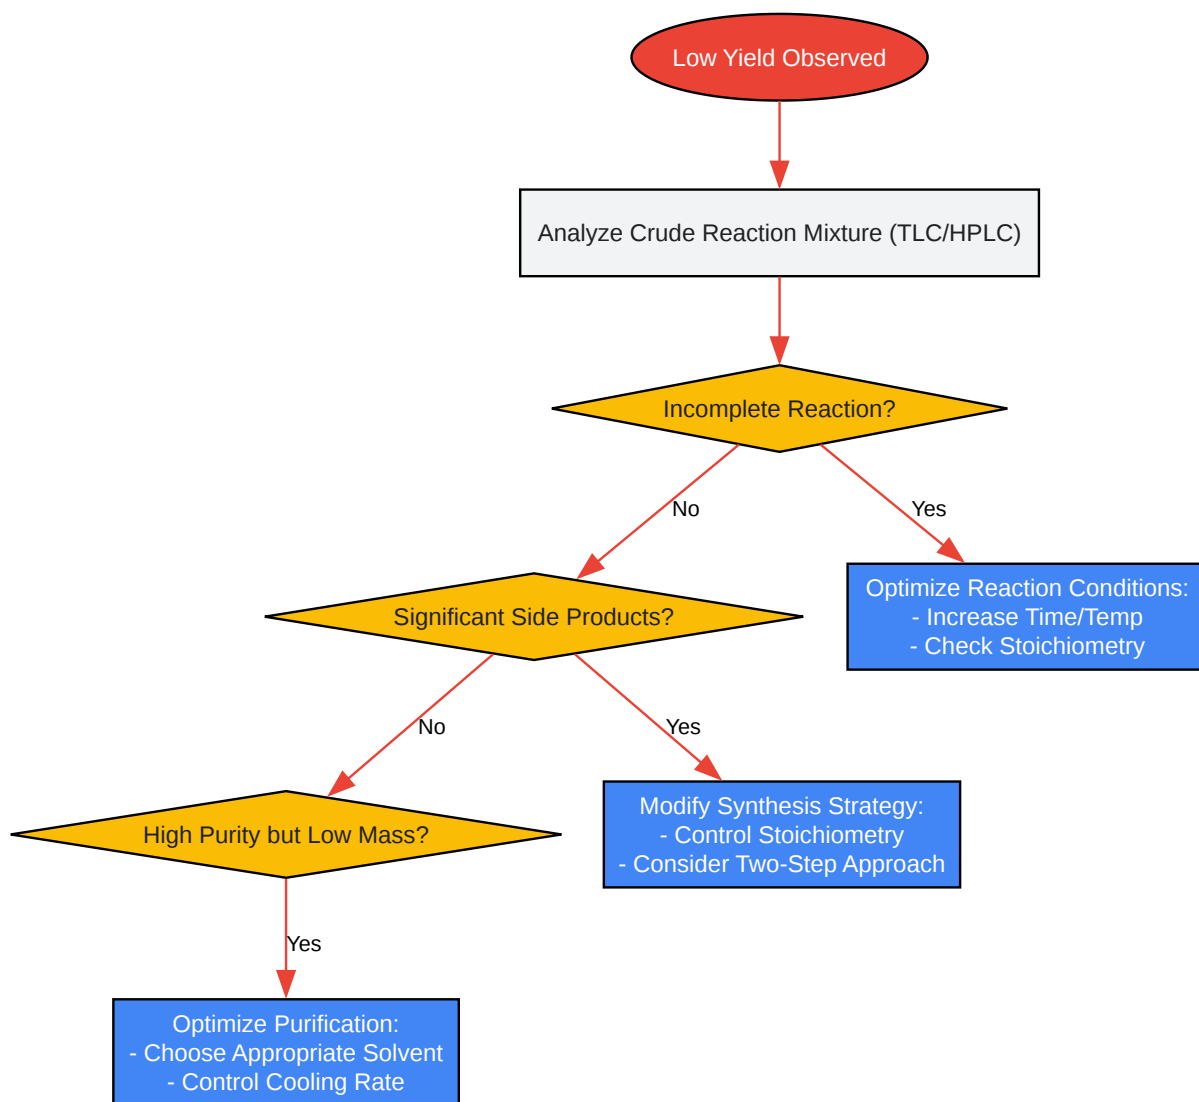 Low Yield Observed
Analyze Crude Reaction Mixture (TLC/HPLC)
Incomplete Reaction?
No
Yes
Optimize Reaction Conditions:
- Increase Time/Temp
- Check Stoichiometry
Significant Side Products?
No
Yes
Modify Synthesis Strategy:
- Control Stoichiometry
- Consider Two-Step Approach
High Purity but Low Mass?
Yes
Optimize Purification:
- Choose Appropriate Solvent
- Control Cooling Rate